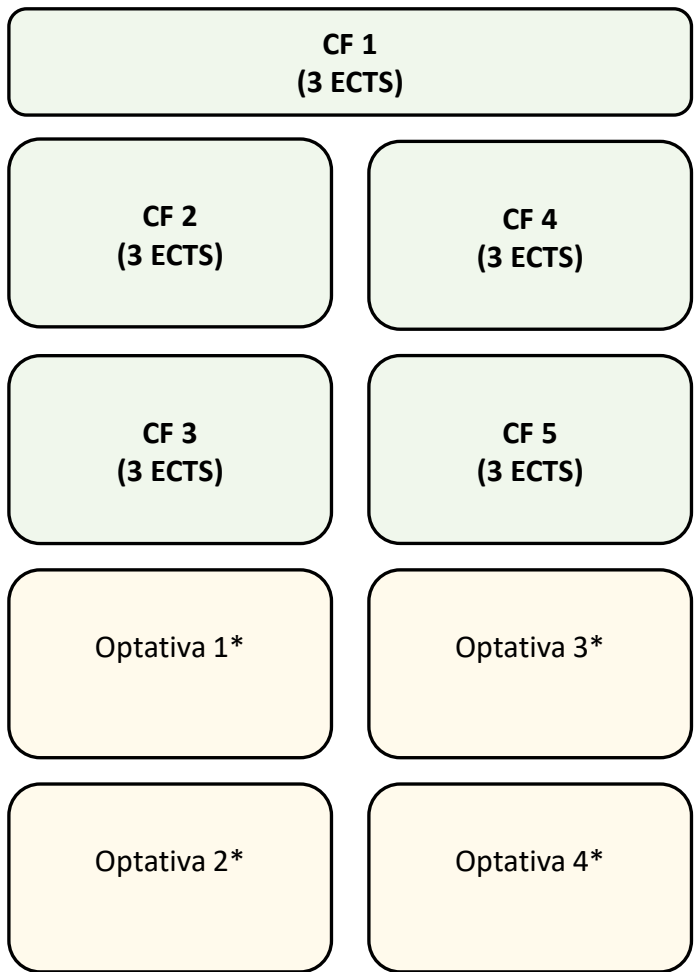 CF 1
(3 ECTS)
CF 2
(3 ECTS)
CF 4
(3 ECTS)
CF 3
(3 ECTS)
CF 5
(3 ECTS)
Optativa 1*
Optativa 3*
Optativa 2*
Optativa 4*